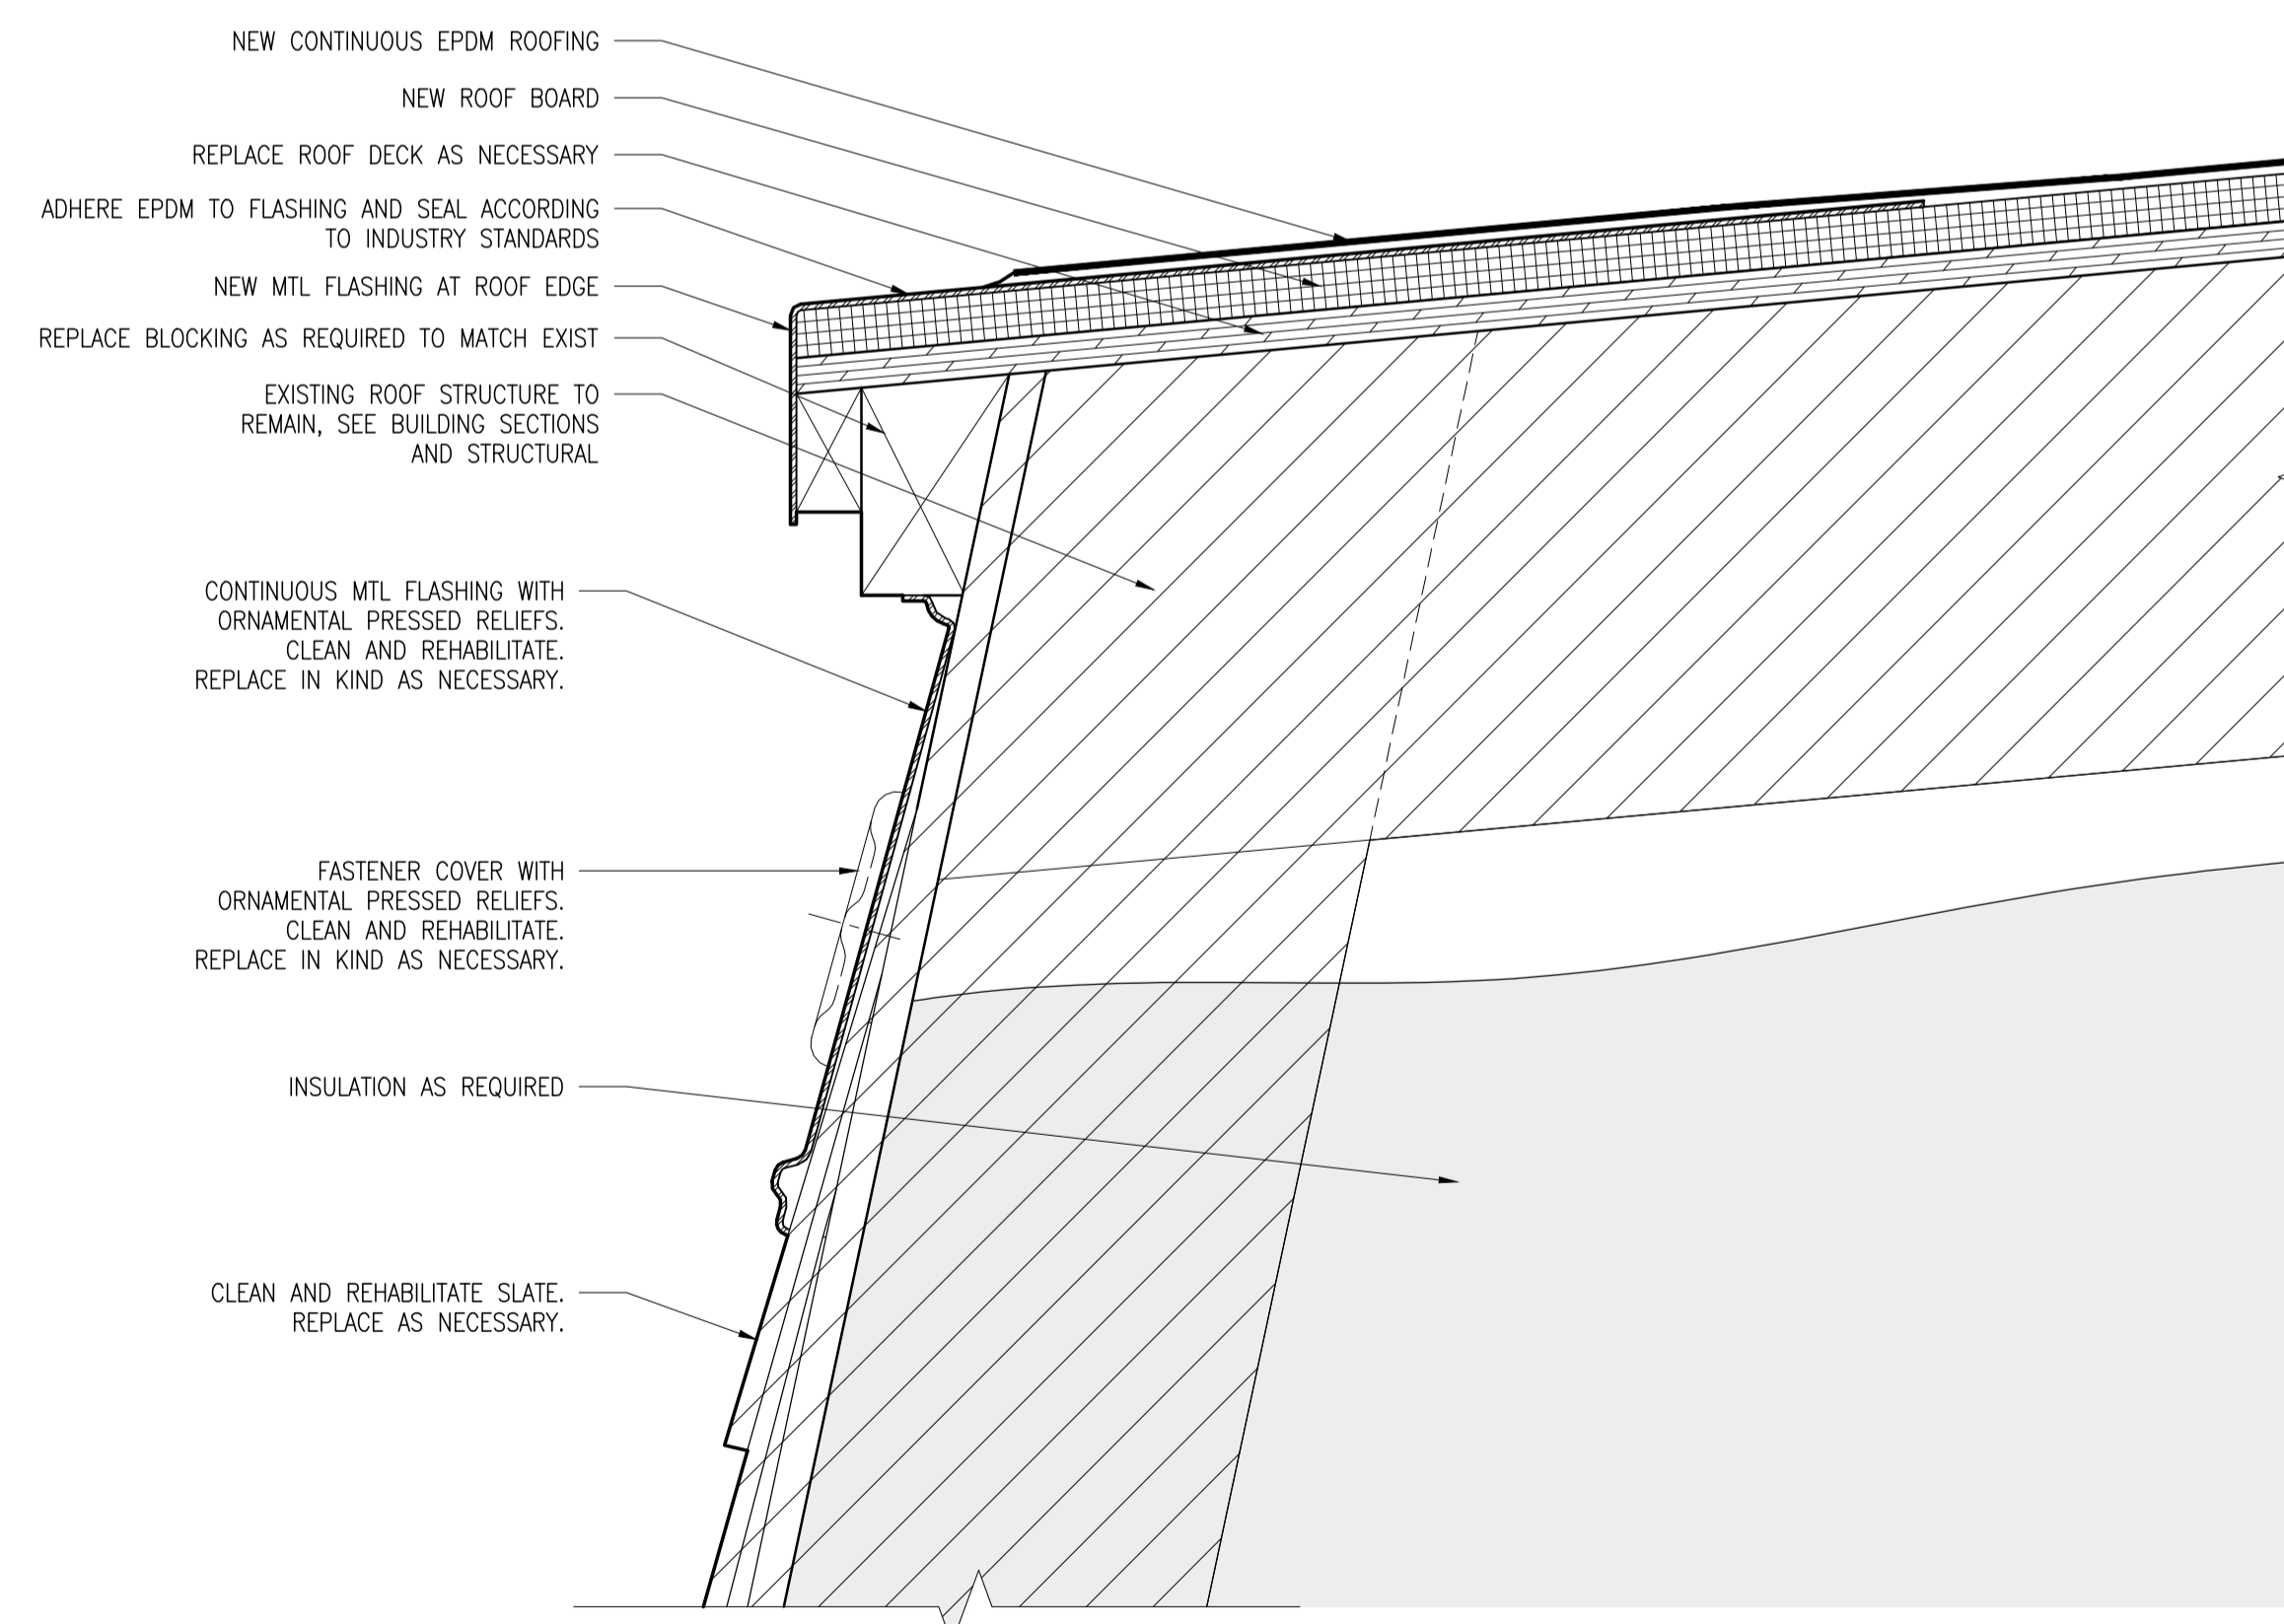 NEW CONTINUOUS EPDM ROOFING
NEW ROOF BOARD
REPLACE ROOF DECK AS NECESSARY
ADHERE EPDM TO FLASHING AND SEAL ACCORDING
TO INDUSTRY STANDARDS
NEW MTL FLASHING AT ROOF EDGE
REPLACE BLOCKING AS REQUIRED TO MATCH EXIST
EXISTING ROOF STRUCTURE TO
REMAIN, SEE BUILDING SECTIONS
AND STRUCTURAL
CONTINUOUS MTL FLASHING WITH
ORNAMENTAL PRESSED RELIEFS.
CLEAN AND REHABILITATE.
REPLACE IN KIND AS NECESSARY.
FASTENER COVER WITH
ORNAMENTAL PRESSED RELIEFS.
CLEAN AND REHABILITATE.
REPLACE IN KIND AS NECESSARY.
INSULATION AS REQUIRED
CLEAN AND REHABILITATE SLATE.
REPLACE AS NECESSARY.